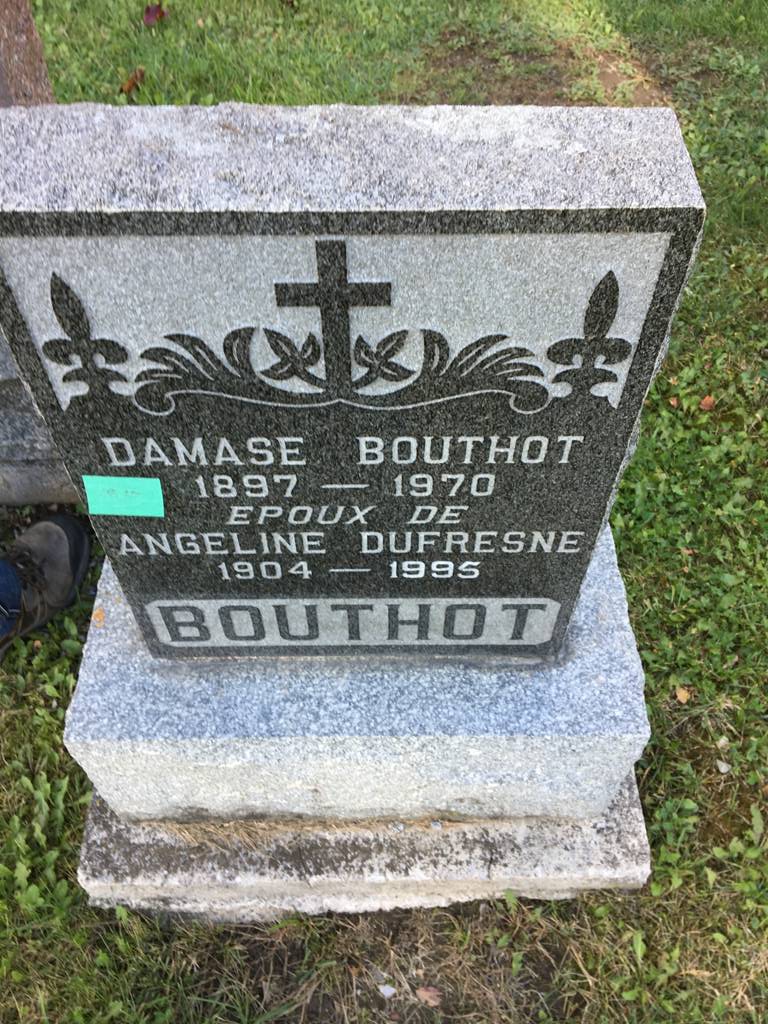 DAMASE BOUTHOT
1897 — 1970
EPOUX DE
ANGELINE DUFRESNE
1904 — 1995
BOUTHOT